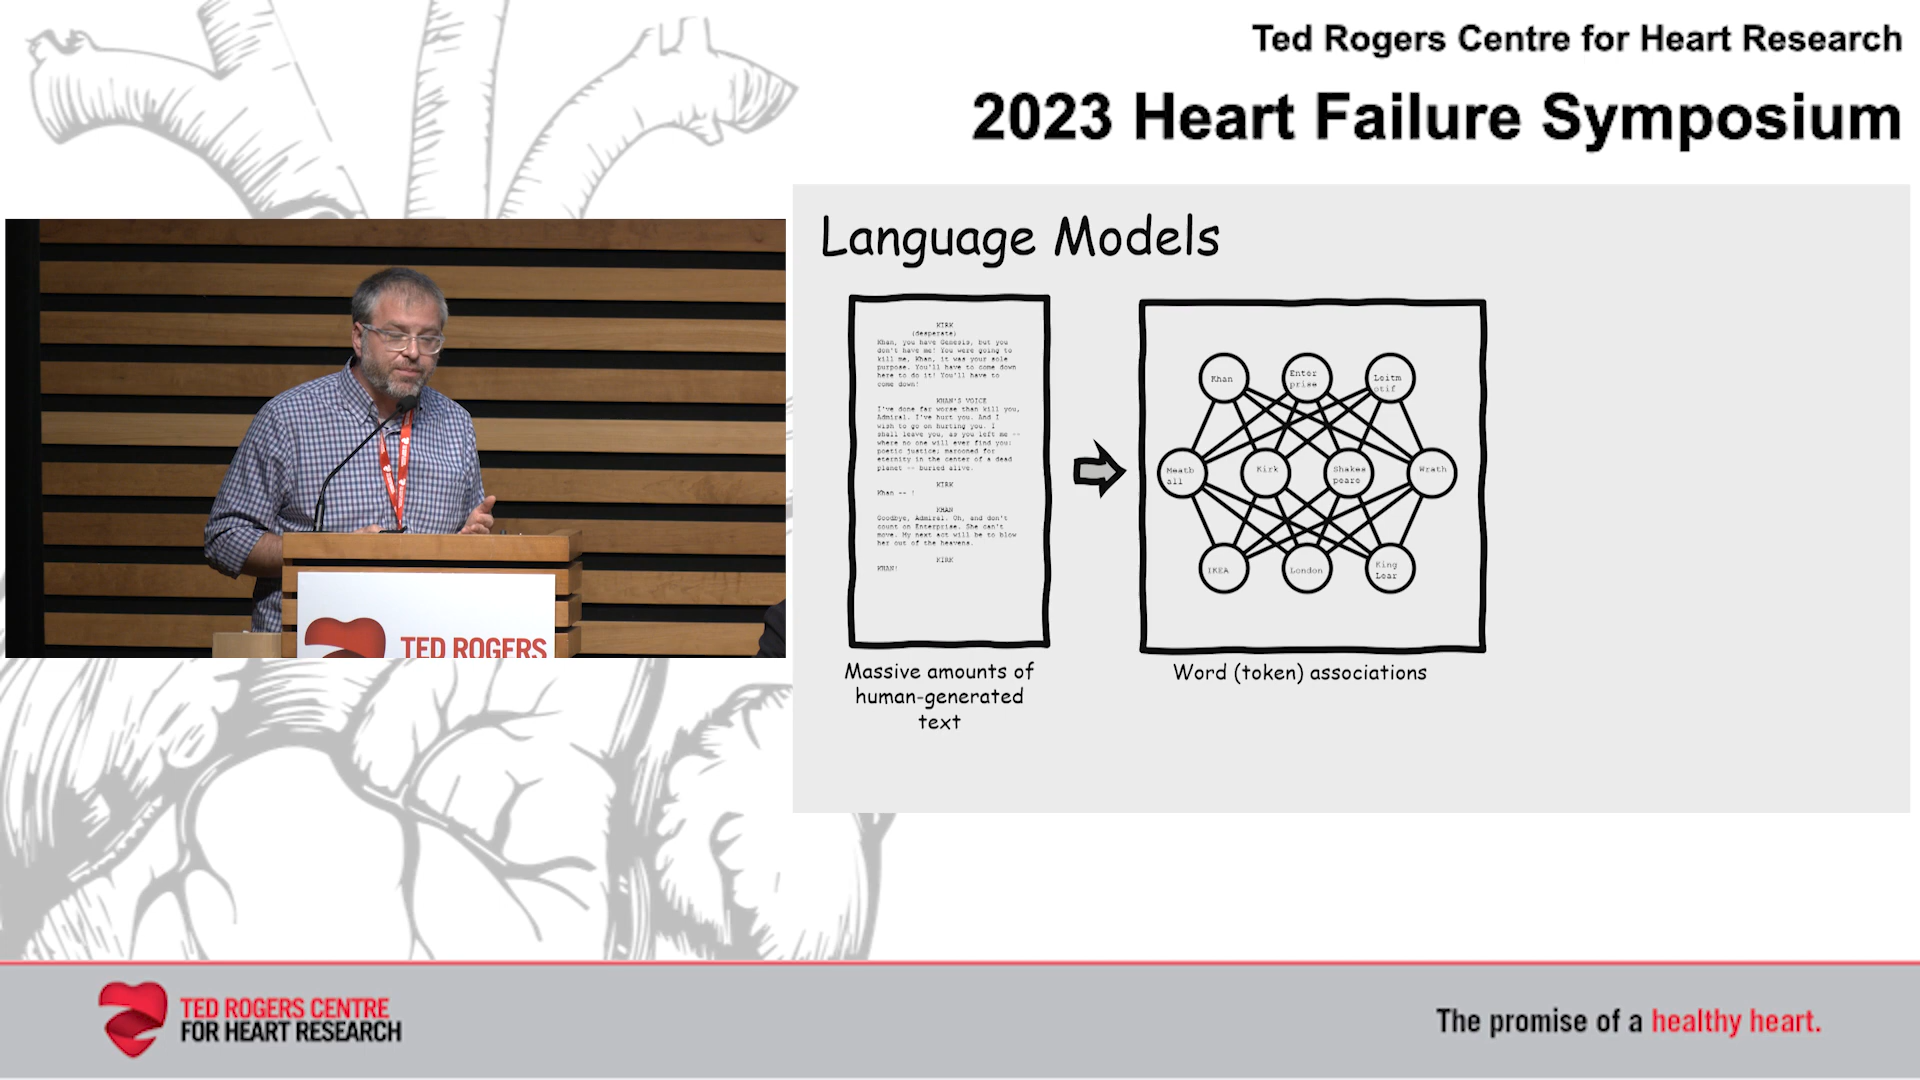 Ted Rogers Centre for Heart Research
2023 Heart Failure Symposium
Language Models
KIRK
(desperate)
Khan, you have Genesis, but you
don't have me! You were going to
kill me, Khan, it was your sole
purpose. You'll have to come down
here to do it! You'll have to
come down!
KHAN'S VOICE
I've done far worse than kill you,
Admiral. I've hurt you. And I
wish to go on hurting you. I
shall leave you, as you left me --
where no one will ever find you:
poetic justice; marooned for
eternity in the center of a dead
planet -- buried alive.
KIRK
Khan -- !
KHAN
Goodbye, Admiral. Oh, and don't
count on Enterprise. She can't
move. My next act will be to blow
her out of the heavens.
KIRK
KHAN!
Massive amounts of
human-generated
text
Khan
Enter
prise
Leitm
otif
Meatb
all
Kirk
Shakes
peare
Wrath
IKEA
London
King
Lear
Word (token) associations
TED ROGERS
TED ROGERS CENTRE
FOR HEART RESEARCH
The promise of a healthy heart.